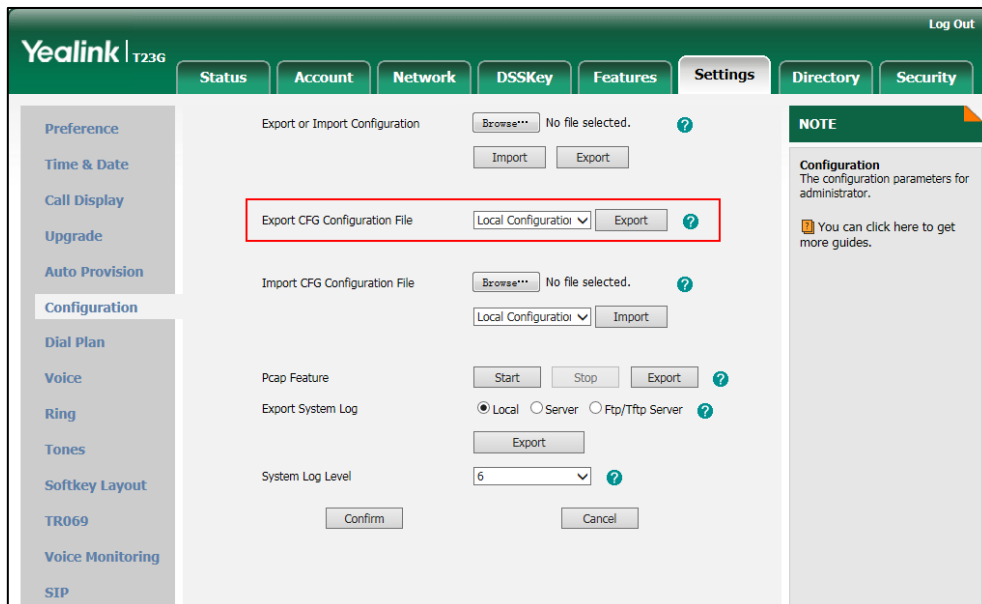 Log Out
Yealink | T23G
Status Account Network DSSKey Features Settings Directory Security
Preference
Time & Date
Call Display
Upgrade
Auto Provision
Configuration
Dial Plan
Voice
Ring
Tones
Softkey Layout
TR069
Voice Monitoring
SIP
Export or Import Configuration Browse··· No file selected. ?
Import Export
Export CFG Configuration File Local Configuration Export ?
Import CFG Configuration File Browse··· No file selected. ?
Local Configuration Import
Pcap Feature Start Stop Export ?
Export System Log Local Server Ftp/Tftp Server ?
Export
System Log Level 6 ?
Confirm Cancel
NOTE
Configuration
The configuration parameters for
administrator.
? You can click here to get
more guides.